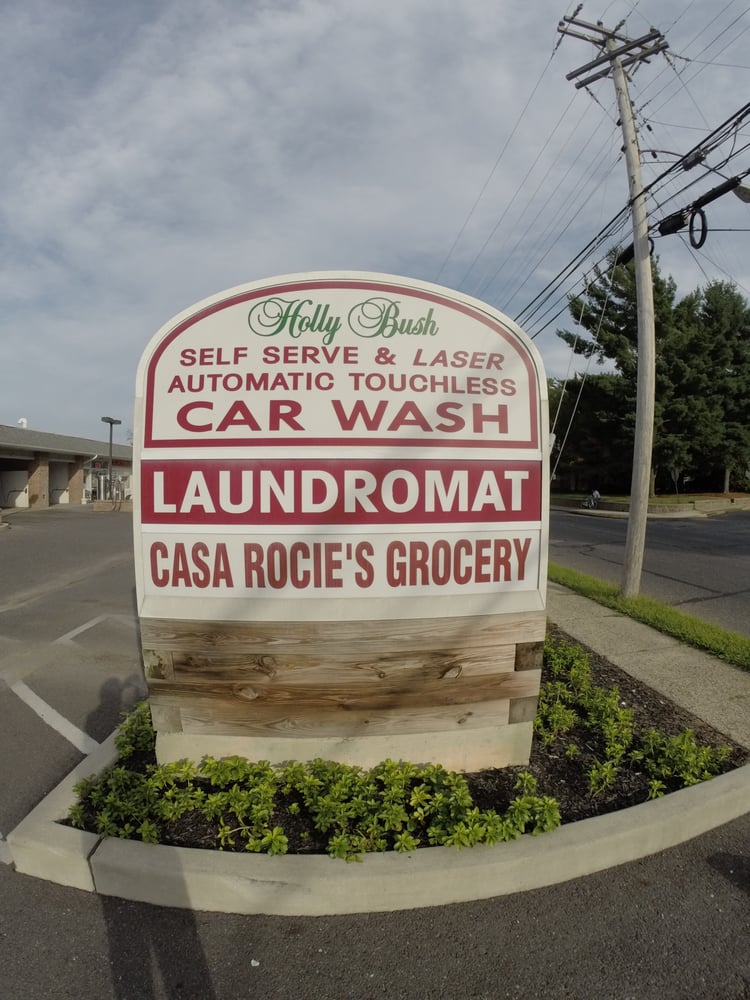 Holly Bush
SELF SERVE & LASER
AUTOMATIC TOUCHLESS
CAR WASH
LAUNDROMAT
CASA ROCIE'S GROCERY